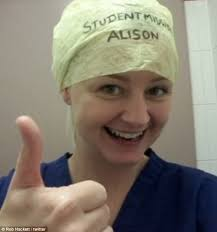 STUDENT
ALISON
© Rob Hackett / twitter